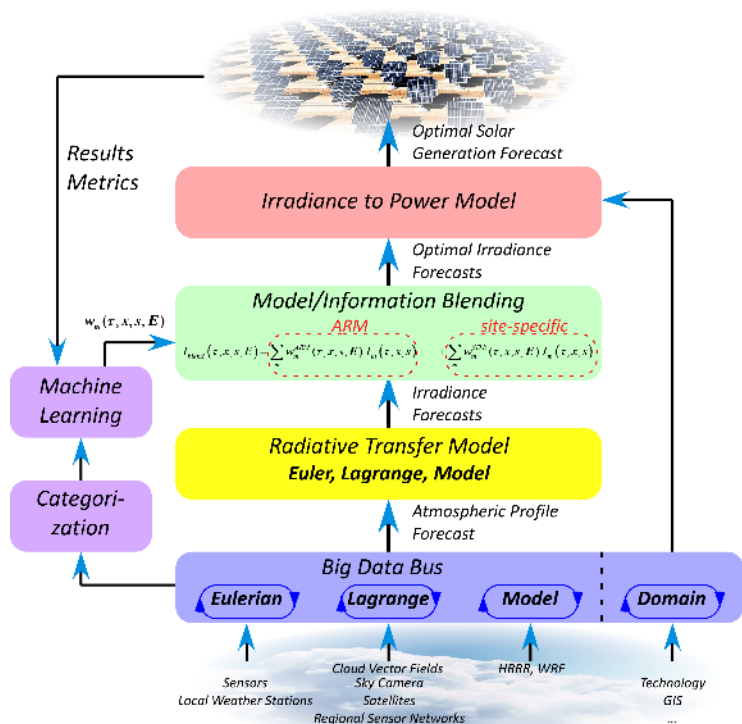 Optimal Solar
Generation Forecast
Results
Metrics
Irradiance to Power Model
Optimal Irradiance
Forecasts
Model/Information Blending
ARM
site-specific
w_m(τ,x,s,E)
Machine
Learning
Irradiance
Forecasts
Radiative Transfer Model
Euler, Lagrange, Model
Categori-
zation
Atmospheric Profile
Forecast
Big Data Bus
Eulerian
Lagrange
Model
Domain
Sensors
Local Weather Stations
Cloud Vector Fields
Sky Camera
Satellites
Regional Sensor Networks
HRRR, WRF
Technology
GIS
...